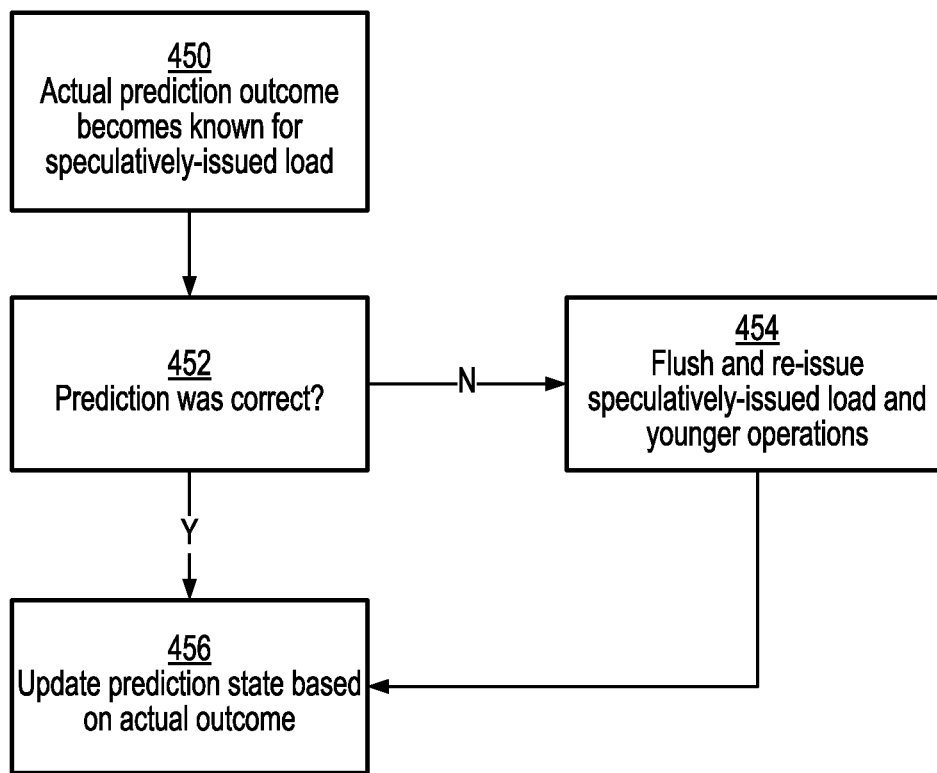 450
Actual prediction outcome
becomes known for
speculatively-issued load
452
Prediction was correct?
N
454
Flush and re-issue
speculatively-issued load and
younger operations
Y
456
Update prediction state based
on actual outcome